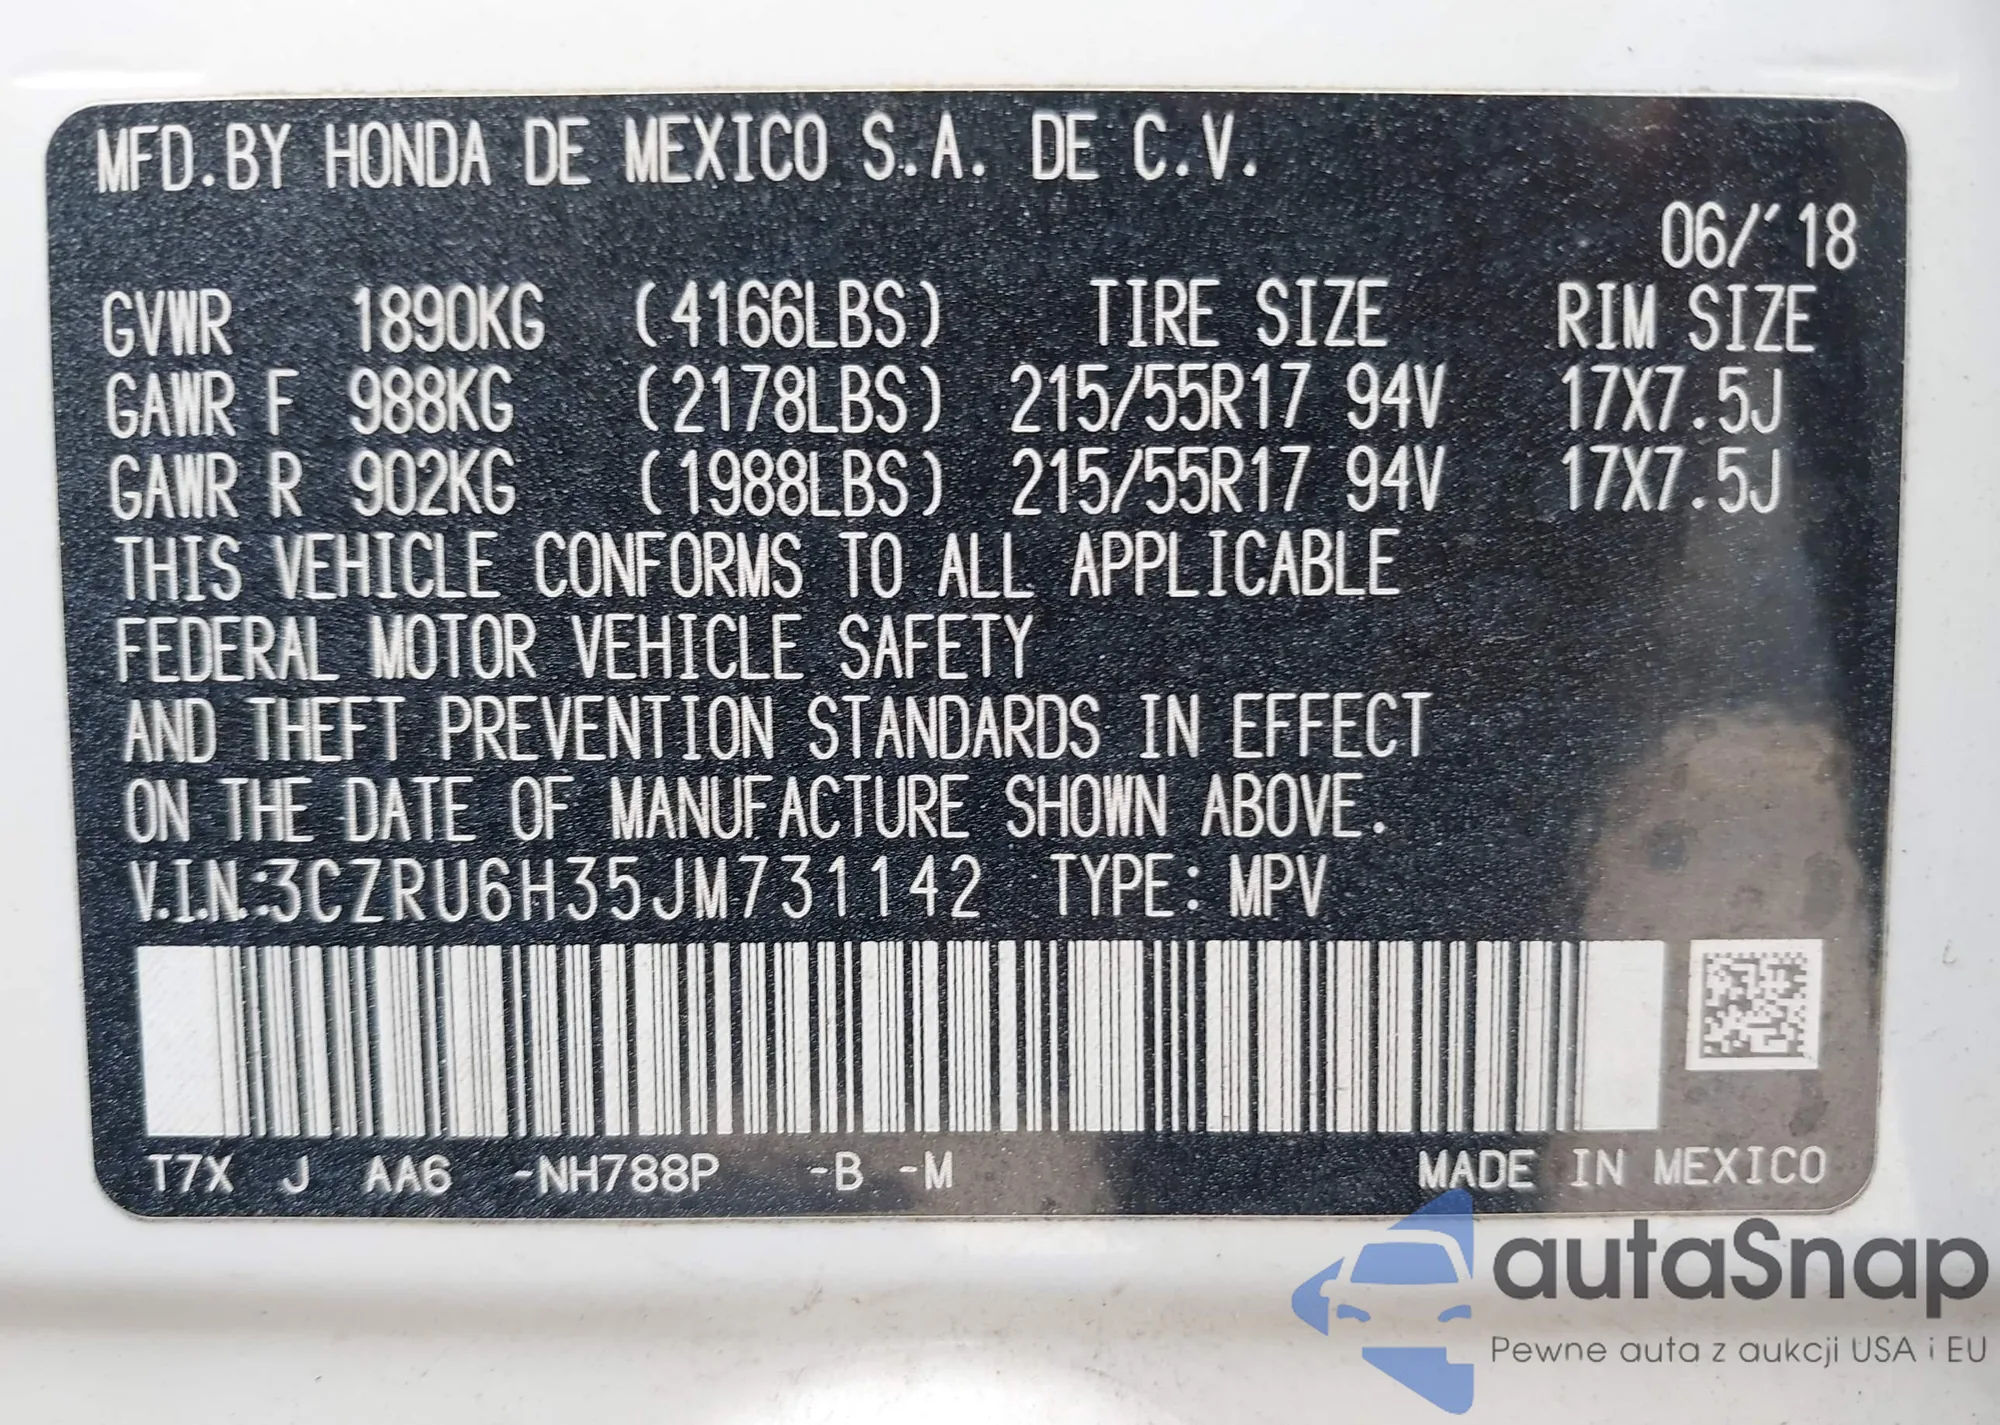 MFD.BY HONDA DE MEXICO S.A. DE C.V.
06/'18
GVWR 1890KG (4166LBS) TIRE SIZE RIM SIZE
GAWR F 988KG (2178LBS) 215/55R17 94V 17X7.5J
GAWR R 902KG (1988LBS) 215/55R17 94V 17X7.5J
THIS VEHICLE CONFORMS TO ALL APPLICABLE
FEDERAL MOTOR VEHICLE SAFETY
AND THEFT PREVENTION STANDARDS IN EFFECT
ON THE DATE OF MANUFACTURE SHOWN ABOVE.
V.I.N.:3CZRU6H35JM731142 TYPE: MPV
T7X J AA6 -NH788P -B -M MADE IN MEXICO
autaSnap
Pewne auta z aukcji USA i EU